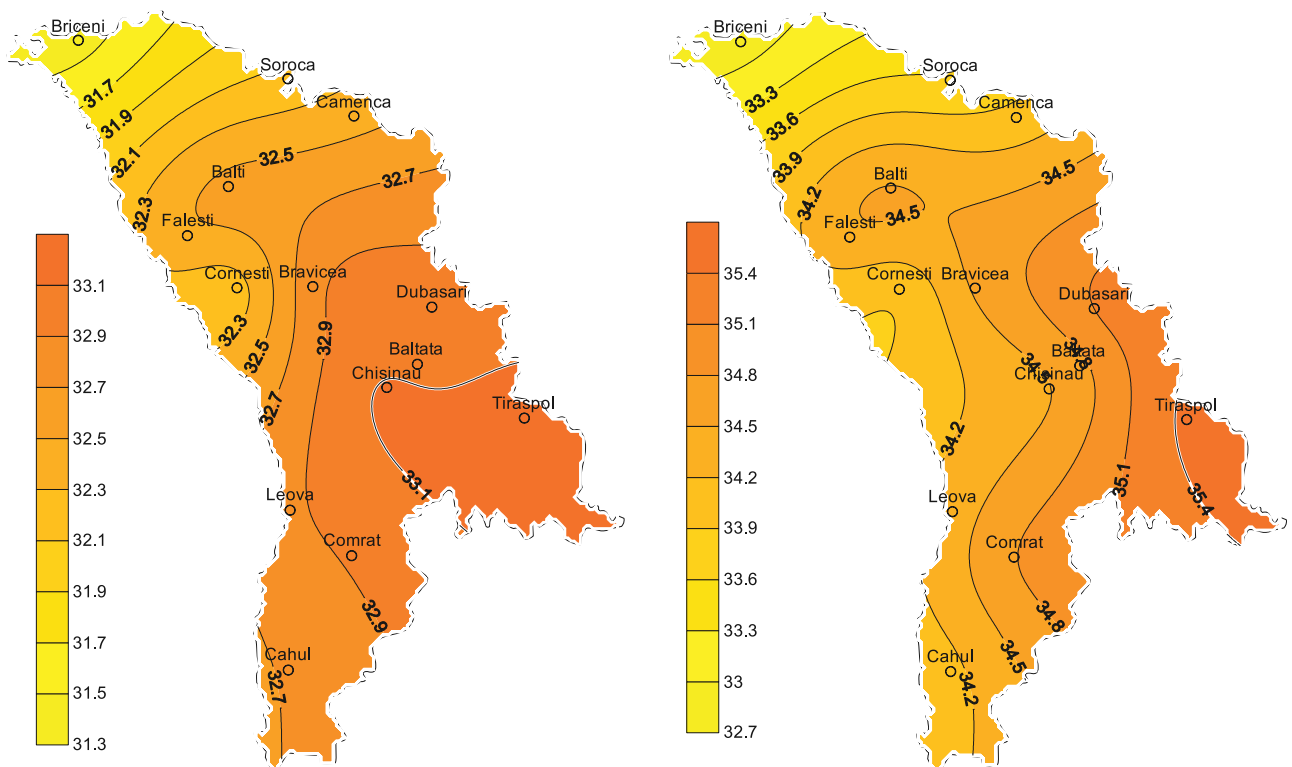 Briceni
Soroca
Camenca
31.7
31.9
32.1
32.5
32.7
Balti
32.3
Falesti
Cornesti
Bravicea
Dubasari
32.3
32.5
32.9
Baltata
Chisinau
32.7
Tiraspol
33.1
Leova
Comrat
32.9
Cahul
32.7
33.1
32.9
32.7
32.5
32.3
32.1
31.9
31.7
31.5
31.3
Briceni
Soroca
Camenca
33.3
33.6
33.9
34.5
Balti
34.2
34.5
Falesti
Cornesti
Bravicea
Dubasari
34.8
Baltata
34.5
Chisinau
Tiraspol
34.2
35.1
35.4
Leova
Comrat
34.8
34.5
Cahul
34.2
35.4
35.1
34.8
34.5
34.2
33.9
33.6
33.3
33
32.7